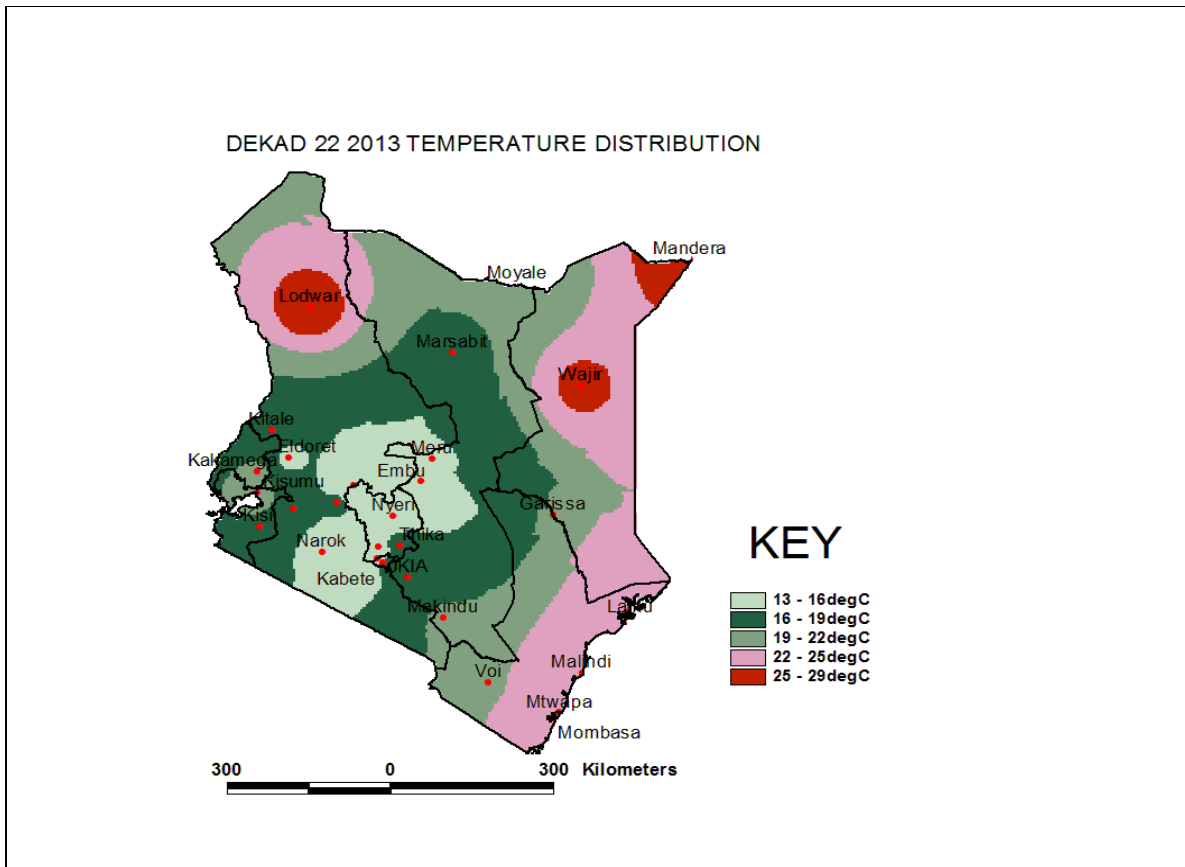 DEKAD 22 2013 TEMPERATURE DISTRIBUTION
Mandera
Moyale
Lodwar
Marsabit
Wajir
Kitale
Eldoret
Meru
Kakamega
Embu
Kisumu
Nyeri
Garissa
Kisii
Narok
Thika
JKIA
Kabete
Makindu
Lamu
Voi
Malindi
Mtwapa
Mombasa
KEY
13 - 16degC
16 - 19degC
19 - 22degC
22 - 25degC
25 - 29degC
300 0 300 Kilometers